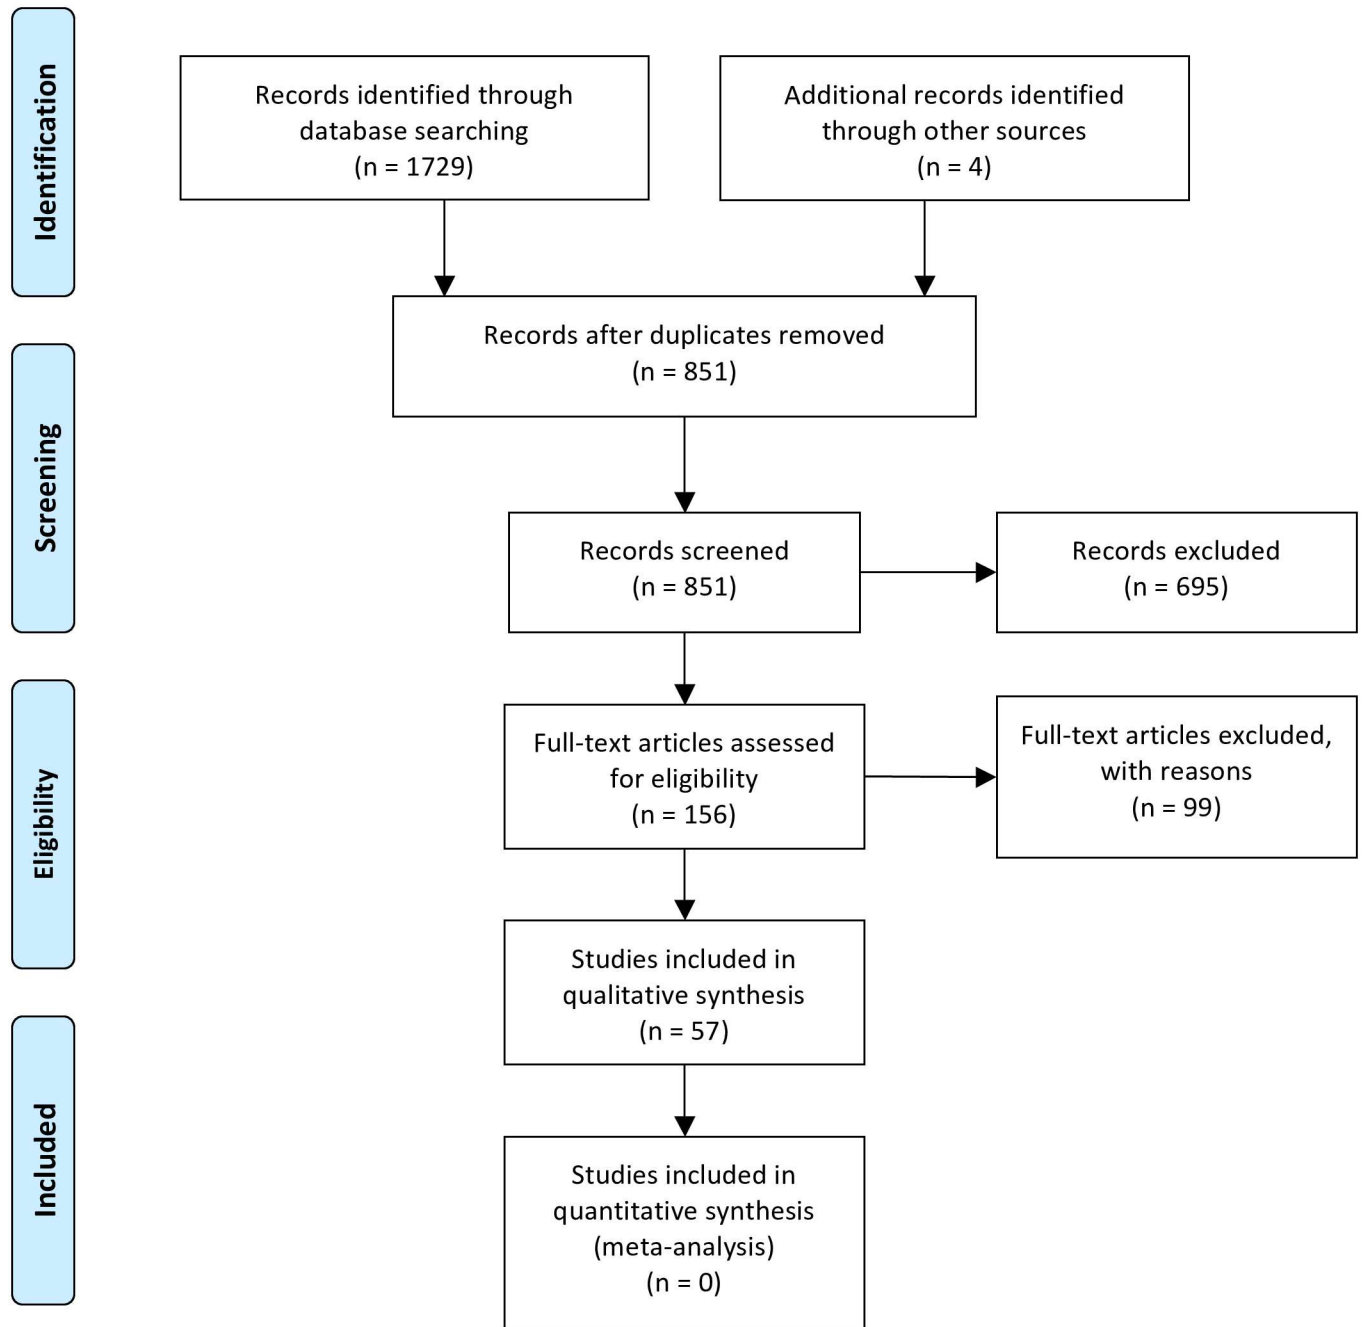 Identification
Records identified through
database searching
(n = 1729)
Additional records identified
through other sources
(n = 4)
Records after duplicates removed
(n = 851)
Screening
Records screened
(n = 851)
Records excluded
(n = 695)
Eligibility
Full-text articles assessed
for eligibility
(n = 156)
Full-text articles excluded,
with reasons
(n = 99)
Studies included in
qualitative synthesis
(n = 57)
Included
Studies included in
quantitative synthesis
(meta-analysis)
(n = 0)